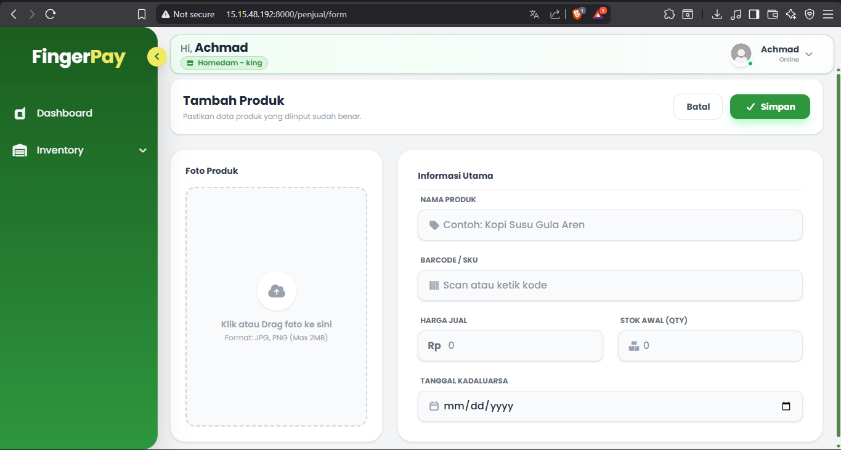 Not secure
15.15.48.192:8000/penjual/form
FingerPay
Hi, Achmad
Homedam - king
Achmad
Online
Dashboard
Inventory
Tambah Produk
Pastikan data produk yang diinput sudah benar.
Batal
Simpan
Foto Produk
Klik atau Drag foto ke sini
Format: JPG, PNG (Max 2MB)
Informasi Utama
NAMA PRODUK
Contoh: Kopi Susu Gula Aren
BARCODE / SKU
Scan atau ketik kode
HARGA JUAL
Rp 0
STOK AWAL (QTY)
0
TANGGAL KADALUARSA
mm/dd/yyyy